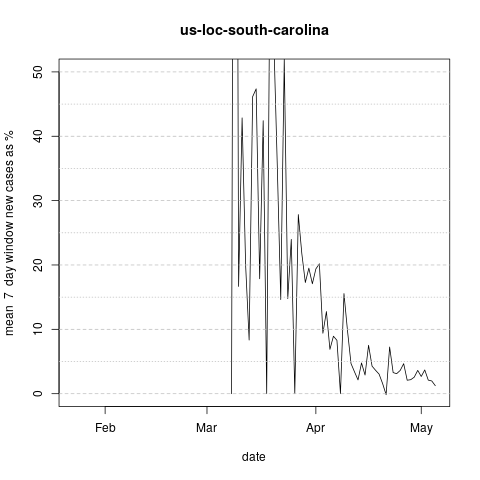 us-loc-south-carolina
mean 7 day window new cases as %
50
40
30
20
10
0
Feb
Mar
Apr
May
date